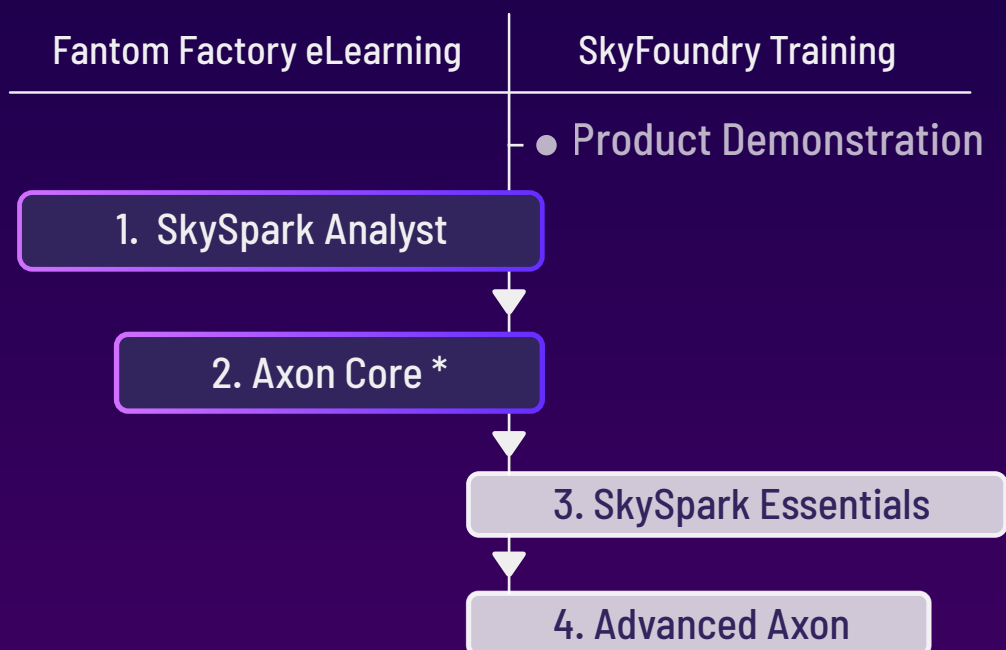 Fantom Factory eLearning
SkyFoundry Training
Product Demonstration
1. SkySpark Analyst
2. Axon Core *
3. SkySpark Essentials
4. Advanced Axon